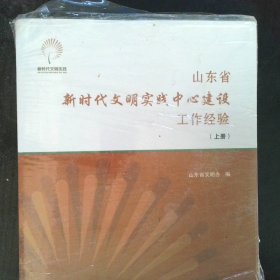 新时代文明实践
山东省
新时代文明实践中心建设
工作经验
(上册)
山东省文明办 编